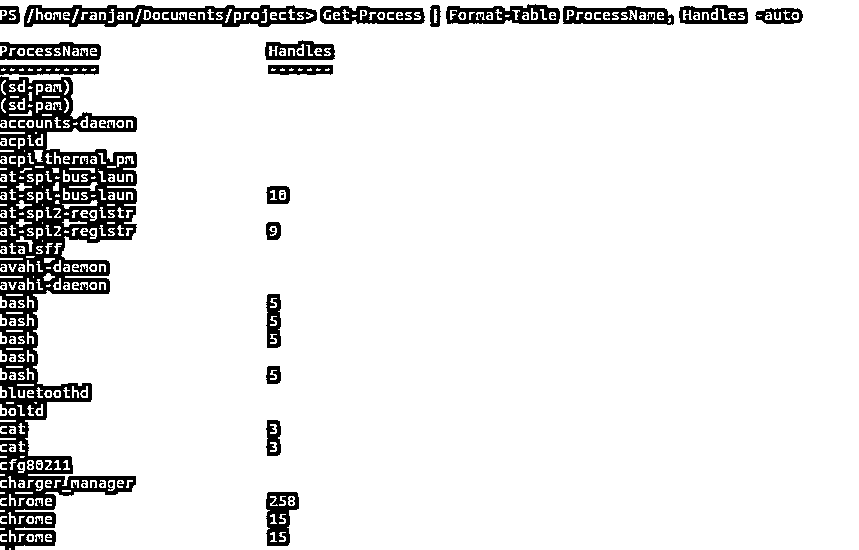 PS /home/ranjan/Documents/projects> Get-Process | Format-Table ProcessName, Handles -auto
ProcessName Handles
----------- -------
(sd-pam)
(sd-pam)
accounts-daemon
acpid
acpi_thermal_pm
at-spi-bus-laun
at-spi-bus-laun 10
at-spi2-registr
at-spi2-registr 9
ata_sff
avahi-daemon
avahi-daemon
bash 5
bash 5
bash 5
bash
bash 5
bluetoothd
boltd
cat 3
cat 3
cfg80211
charger_manager
chrome 258
chrome 15
chrome 15